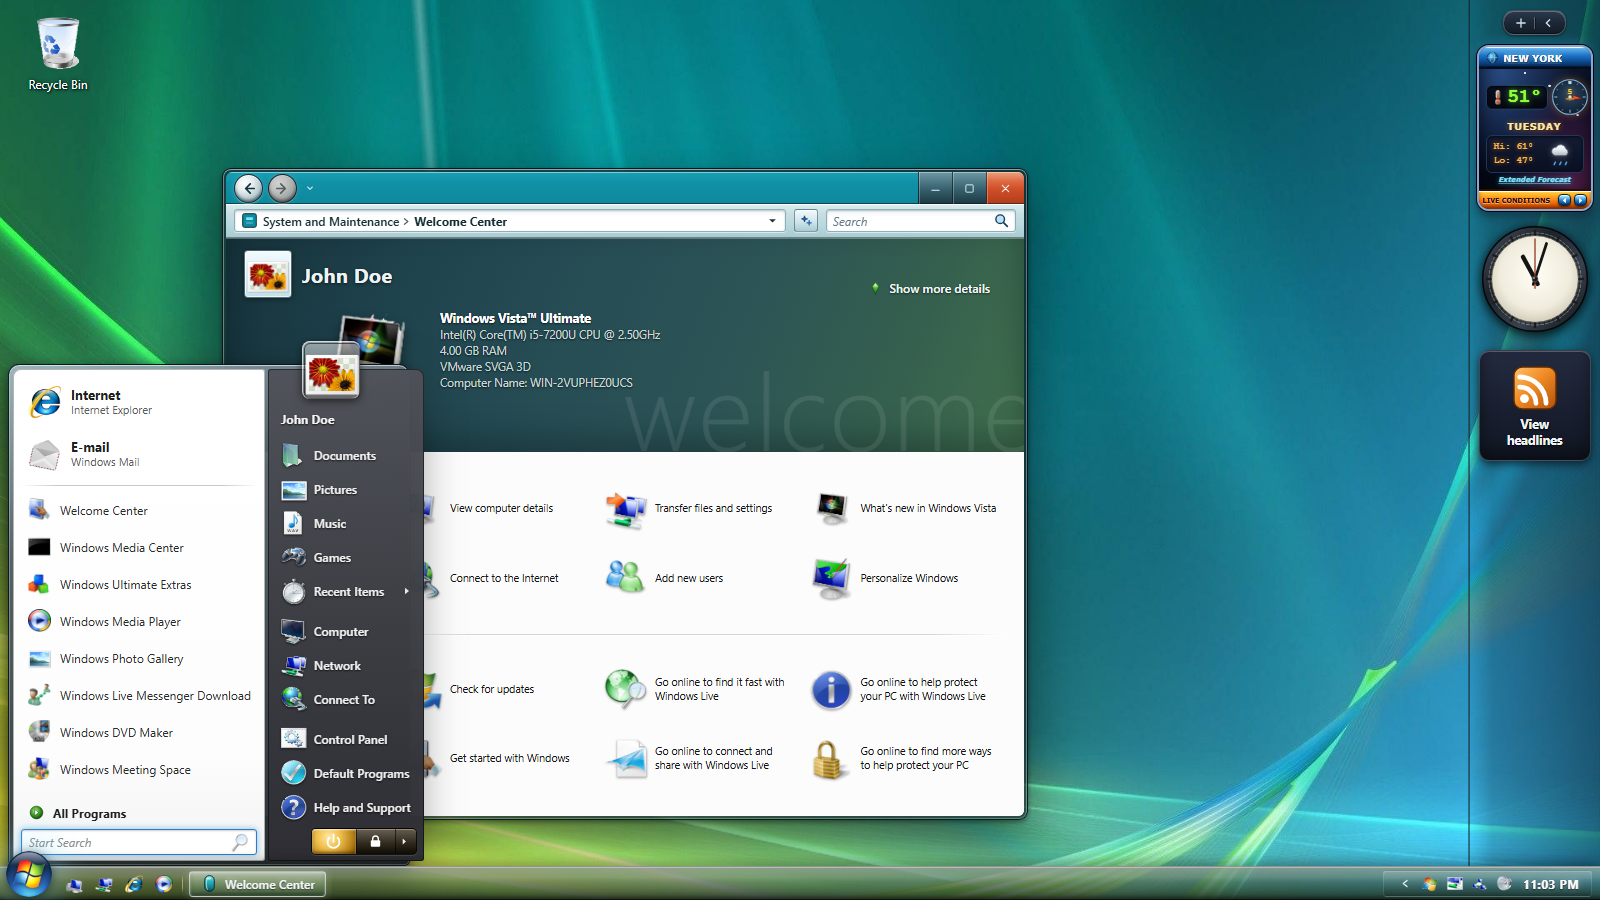 Recycle Bin
System and Maintenance > Welcome Center
Search
John Doe
Show more details
Windows Vista™ Ultimate
Intel(R) Core(TM) i5-7200U CPU @ 2.50GHz
4.00 GB RAM
VMware SVGA 3D
Computer Name: WIN-2VUPHEZ0UCS
welcome
View computer details
Transfer files and settings
What's new in Windows Vista
Connect to the Internet
Add new users
Personalize Windows
Check for updates
Go online to find it fast with
Windows Live
Go online to help protect
your PC with Windows Live
Get started with Windows
Go online to connect and
share with Windows Live
Go online to find more ways
to help protect your PC
Internet
Internet Explorer
E-mail
Windows Mail
Welcome Center
Windows Media Center
Windows Ultimate Extras
Windows Media Player
Windows Photo Gallery
Windows Live Messenger Download
Windows DVD Maker
Windows Meeting Space
All Programs
Start Search
John Doe
Documents
Pictures
Music
Games
Recent Items
Computer
Network
Connect To
Control Panel
Default Programs
Help and Support
NEW YORK
51°
S
TUESDAY
Hi: 61°
Lo: 47°
Extended Forecast
LIVE CONDITIONS
View
headlines
Welcome Center
11:03 PM